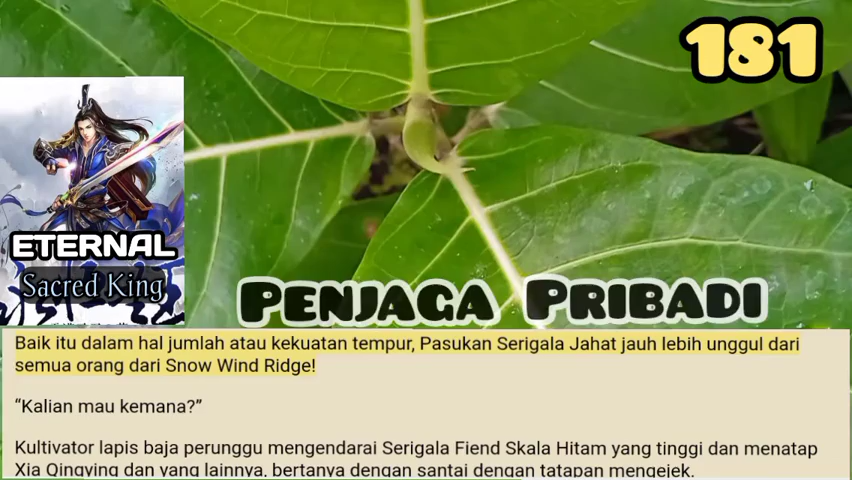 181
ETERNAL
Sacred King
PENJAGA PRIBADI
Baik itu dalam hal jumlah atau kekuatan tempur, Pasukan Serigala Jahat jauh lebih unggul dari
semua orang dari Snow Wind Ridge!
“Kalian mau kemana?”
Kultivator lapis baja perunggu mengendarai Serigala Fiend Skala Hitam yang tinggi dan menatap
Xia Qingying dan yang lainnya, bertanya dengan santai dengan tatapan mengejek.